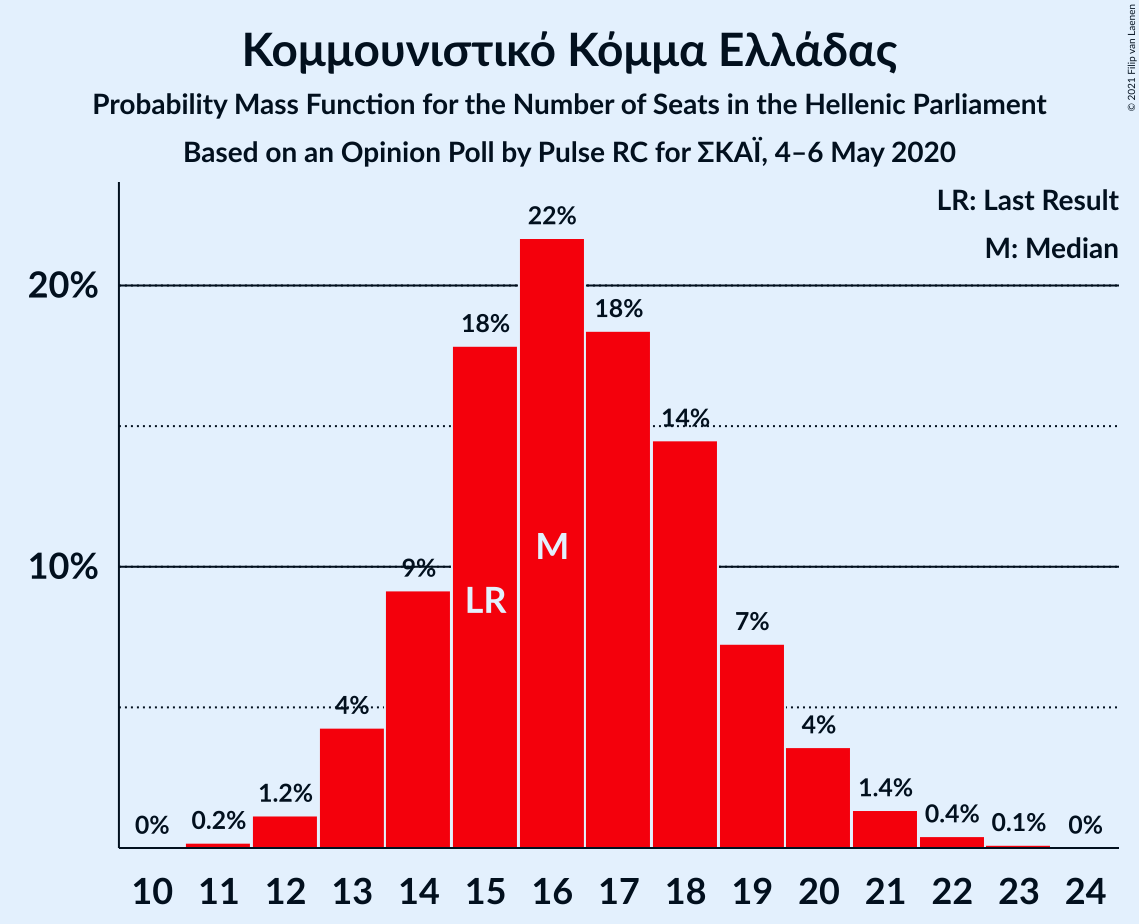 Κομμουνιστικό Κόμμα Ελλάδας
Probability Mass Function for the Number of Seats in the Hellenic Parliament
Based on an Opinion Poll by Pulse RC for ΣΚΑΪ, 4–6 May 2020
© 2021 Filip van Laenen
LR: Last Result
M: Median
22%
20%
18%
18%
14%
10%
9%
M
LR
7%
4%
4%
1.2%
1.4%
0%
0.2%
0.4%
0.1%
0%
10 11 12 13 14 15 16 17 18 19 20 21 22 23 24